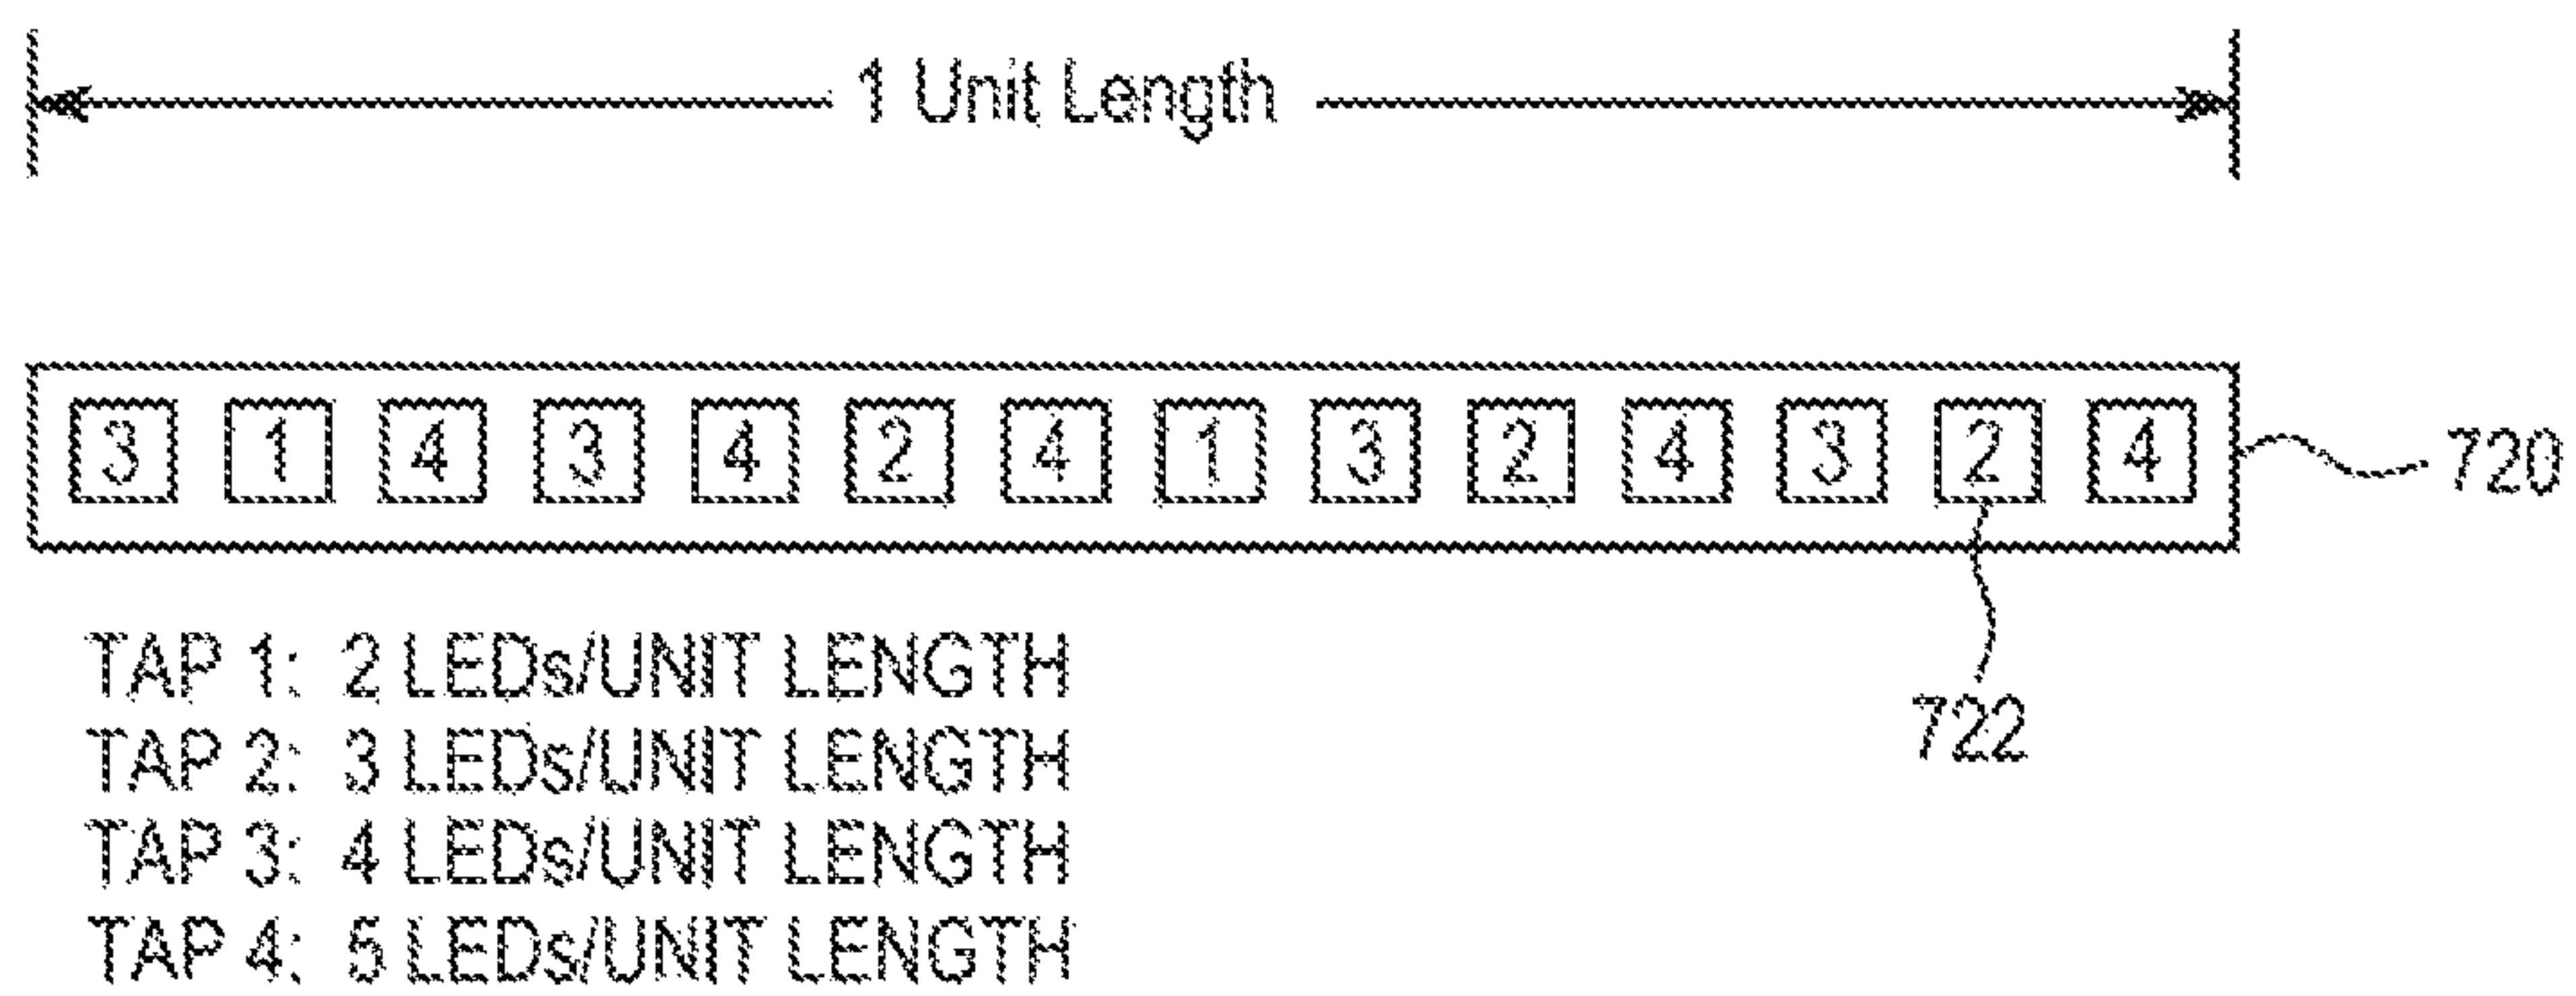 1 Unit Length
3 1 4 3 4 2 4 1 3 2 4 3 2 4 720
TAP 1: 2 LEDs/UNIT LENGTH
TAP 2: 3 LEDs/UNIT LENGTH
TAP 3: 4 LEDs/UNIT LENGTH
TAP 4: 5 LEDs/UNIT LENGTH
722